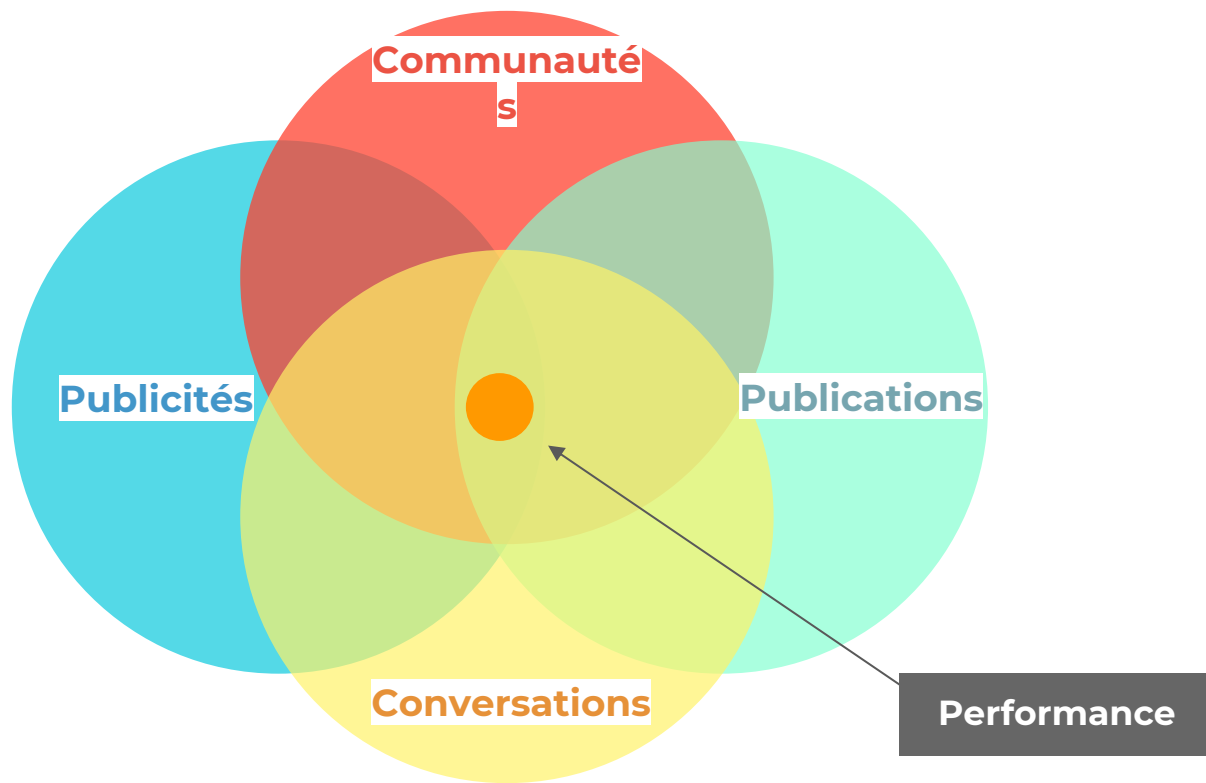 Communauté
s
Publicités
Publications
Conversations
Performance